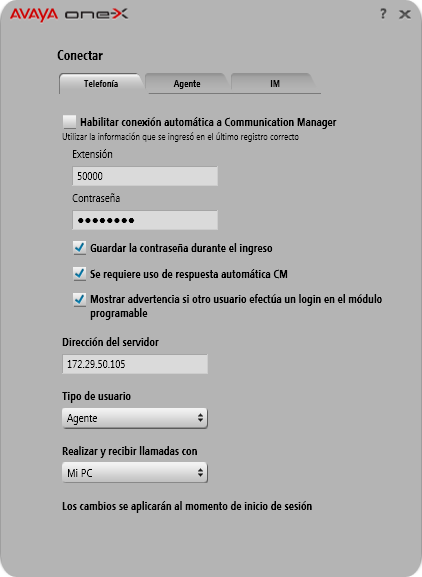 AVAYA one-X ? X
Conectar
Telefonía Agente IM
Habilitar conexión automática a Communication Manager
Utilizar la información que se ingresó en el último registro correcto
Extensión
50000
Contraseña
●●●●●●●●
Guardar la contraseña durante el ingreso
Se requiere uso de respuesta automática CM
Mostrar advertencia si otro usuario efectúa un login en el módulo
programable
Dirección del servidor
172.29.50.105
Tipo de usuario
Agente
Realizar y recibir llamadas con
Mi PC
Los cambios se aplicarán al momento de inicio de sesión